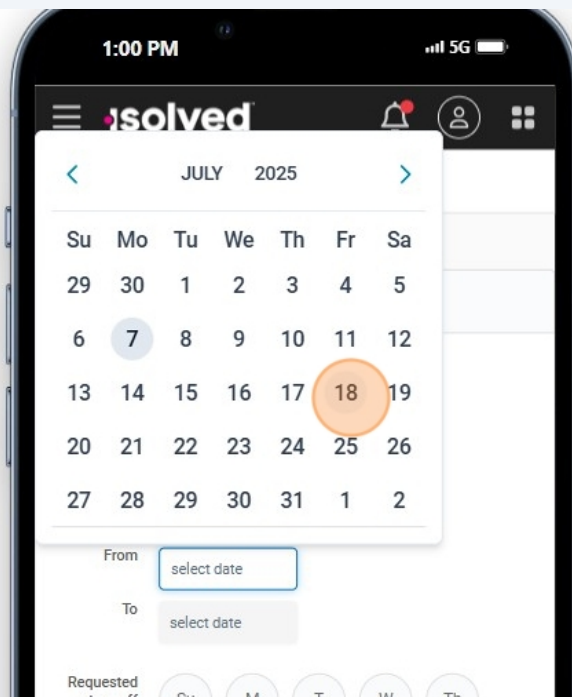 1:00 PM 5G
isolved
JULY 2025
Su Mo Tu We Th Fr Sa
29 30 1 2 3 4 5
6 7 8 9 10 11 12
13 14 15 16 17 18 19
20 21 22 23 24 25 26
27 28 29 30 31 1 2
From select date
To select date
Requested
Su M T W Th